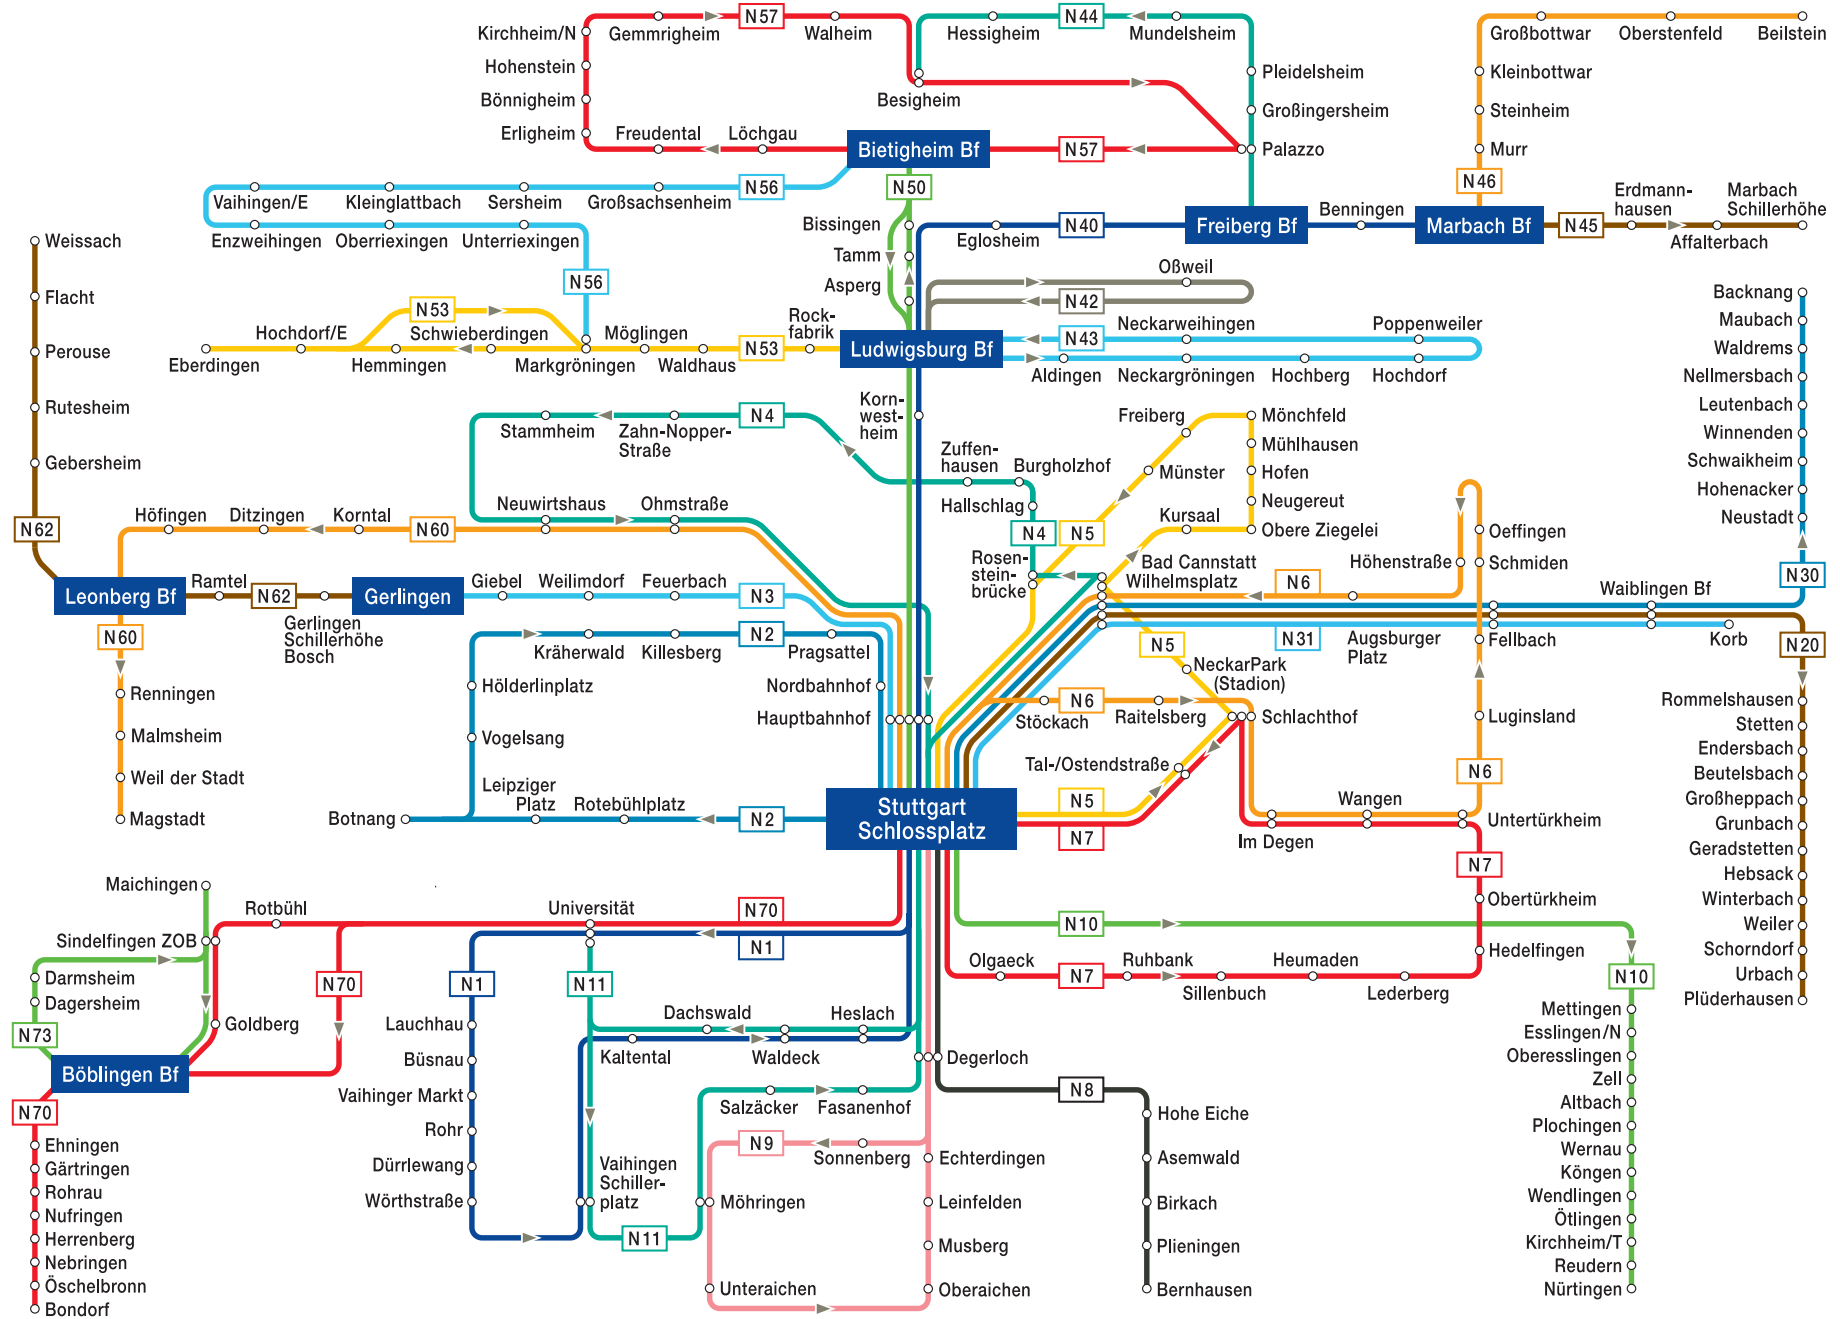 N57
N44
Kirchheim/N
Gemmrigheim
Walheim
Hessigheim
Mundelsheim
Großbottwar
Oberstenfeld
Beilstein
Hohenstein
Pleidelsheim
Kleinbottwar
Bönnigheim
Besigheim
Großingersheim
Steinheim
Erligheim
Freudental
Löchgau
Bietigheim Bf
N57
Palazzo
Murr
N56
N50
N46
Vaihingen/E
Kleinglattbach
Sersheim
Großsachsenheim
Erdmann-
hausen
Marbach
Schillerhöhe
Benningen
Bissingen
Eglosheim
N40
Freiberg Bf
Marbach Bf
N45
Affalterbach
Enzweihingen
Oberriexingen
Unterriexingen
Weissach
Tamm
Oßweil
N56
Asperg
Flacht
N42
Backnang
N53
Rock-
fabrik
Maubach
Hochdorf/E
Schwieberdingen
Möglingen
Neckarweihingen
Poppenweiler
N43
Perouse
N53
Ludwigsburg Bf
Waldrems
Eberdingen
Hemmingen
Markgröningen
Waldhaus
Aldingen
Neckargröningen
Hochberg
Hochdorf
Nellmersbach
Rutesheim
Korn-
west-
heim
N4
Stammheim
Zahn-Nopper-
Straße
Freiberg
Mönchfeld
Leutenbach
Mühlhausen
Winnenden
Gebersheim
Zuffen-
hausen
Burgholzhof
Münster
Hofen
Schwaikheim
Neuwirtshaus
Ohmstraße
Hallschlag
Neugereut
Hohenacker
N62
Höfingen
Ditzingen
Korntal
N60
N4
N5
Kursaal
Obere Ziegelei
Oeffingen
Neustadt
Rosen-
stein-
brücke
Bad Cannstatt
Wilhelmsplatz
Höhenstraße
Schmiden
N30
Leonberg Bf
Ramtel
N62
Gerlingen
Giebel
Weilimdorf
Feuerbach
N3
N6
Waiblingen Bf
Gerlingen
Schillerhöhe
Bosch
N60
N2
Kräherwald
Killesberg
Pragsattel
N5
N31
Augsburger
Platz
Fellbach
Korb
N20
Renningen
Hölderlinplatz
Nordbahnhof
NeckarPark
(Stadion)
Rommelshausen
Malmsheim
Vogelsang
Hauptbahnhof
N6
Stöckach
Raitelsberg
Schlachthof
Luginsland
Stetten
Endersbach
Weil der Stadt
Tal-/Ostendstraße
N6
Beutelsbach
Magstadt
Botnang
Leipziger
Platz
Rotebühlplatz
N2
Stuttgart
Schlossplatz
N5
N7
Wangen
Im Degen
Untertürkheim
Großheppach
Grunbach
Geradstetten
N7
Hebsack
Maichingen
Obertürkheim
Winterbach
Rotbühl
Universität
N70
N1
N10
Weiler
Sindelfingen ZOB
Hedelfingen
Schorndorf
Darmsheim
N70
N1
N11
Olgaeck
N7
Ruhbank
Sillenbuch
Heumaden
Lederberg
N10
Urbach
Dagersheim
Plüderhausen
N73
Goldberg
Lauchhau
Dachswald
Heslach
Mettingen
Esslingen/N
Böblingen Bf
Büsnau
Kaltental
Waldeck
Degerloch
Oberesslingen
Zell
N70
Vaihinger Markt
Salzäcker
Fasanenhof
N8
Altbach
Hohe Eiche
Plochingen
Ehningen
Rohr
N9
Sonnenberg
Wernau
Gärtringen
Dürrlewang
Vaihingen
Schiller-
platz
Echterdingen
Asemwald
Köngen
Rohrau
Wörthstraße
Möhringen
Leinfelden
Birkach
Wendlingen
Nufringen
Ötlingen
Herrenberg
N11
Musberg
Plieningen
Kirchheim/T
Nebringen
Reudern
Öschelbronn
Unteraichen
Oberaichen
Bernhausen
Nürtingen
Bondorf